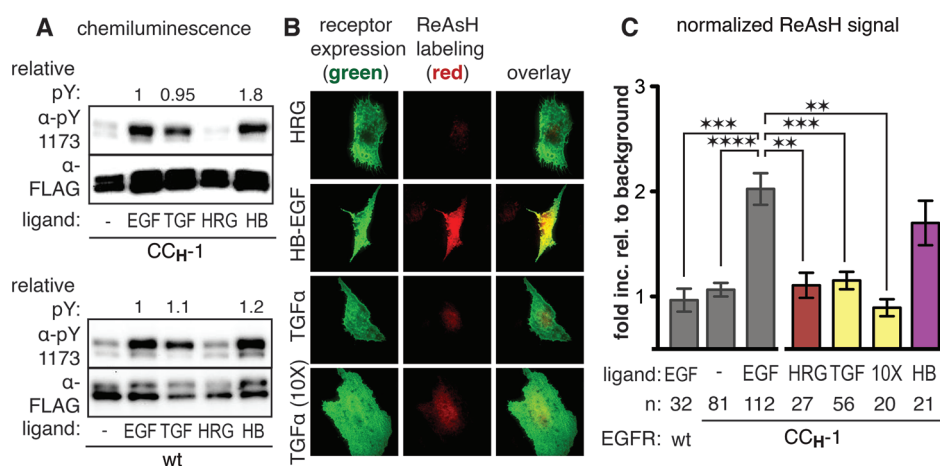 A chemiluminescence
relative
pY: 1 0.95 1.8
α-pY
1173
α-
FLAG
ligand: - EGF TGF HRG HB
CCH-1
relative
pY: 1 1.1 1.2
α-pY
1173
α-
FLAG
ligand: - EGF TGF HRG HB
wt
B receptor expression (green) ReAsH labeling (red) overlay
HRG
HB-EGF
TGFα
TGFα (10X)
C normalized ReAsH signal
fold inc. rel. to background
3
2
1
✶✶✶ ✶✶✶✶ ✶✶ ✶✶✶ ✶✶
ligand: EGF - EGF HRG TGF 10X HB
n: 32 81 112 27 56 20 21
EGFR: wt CCH-1